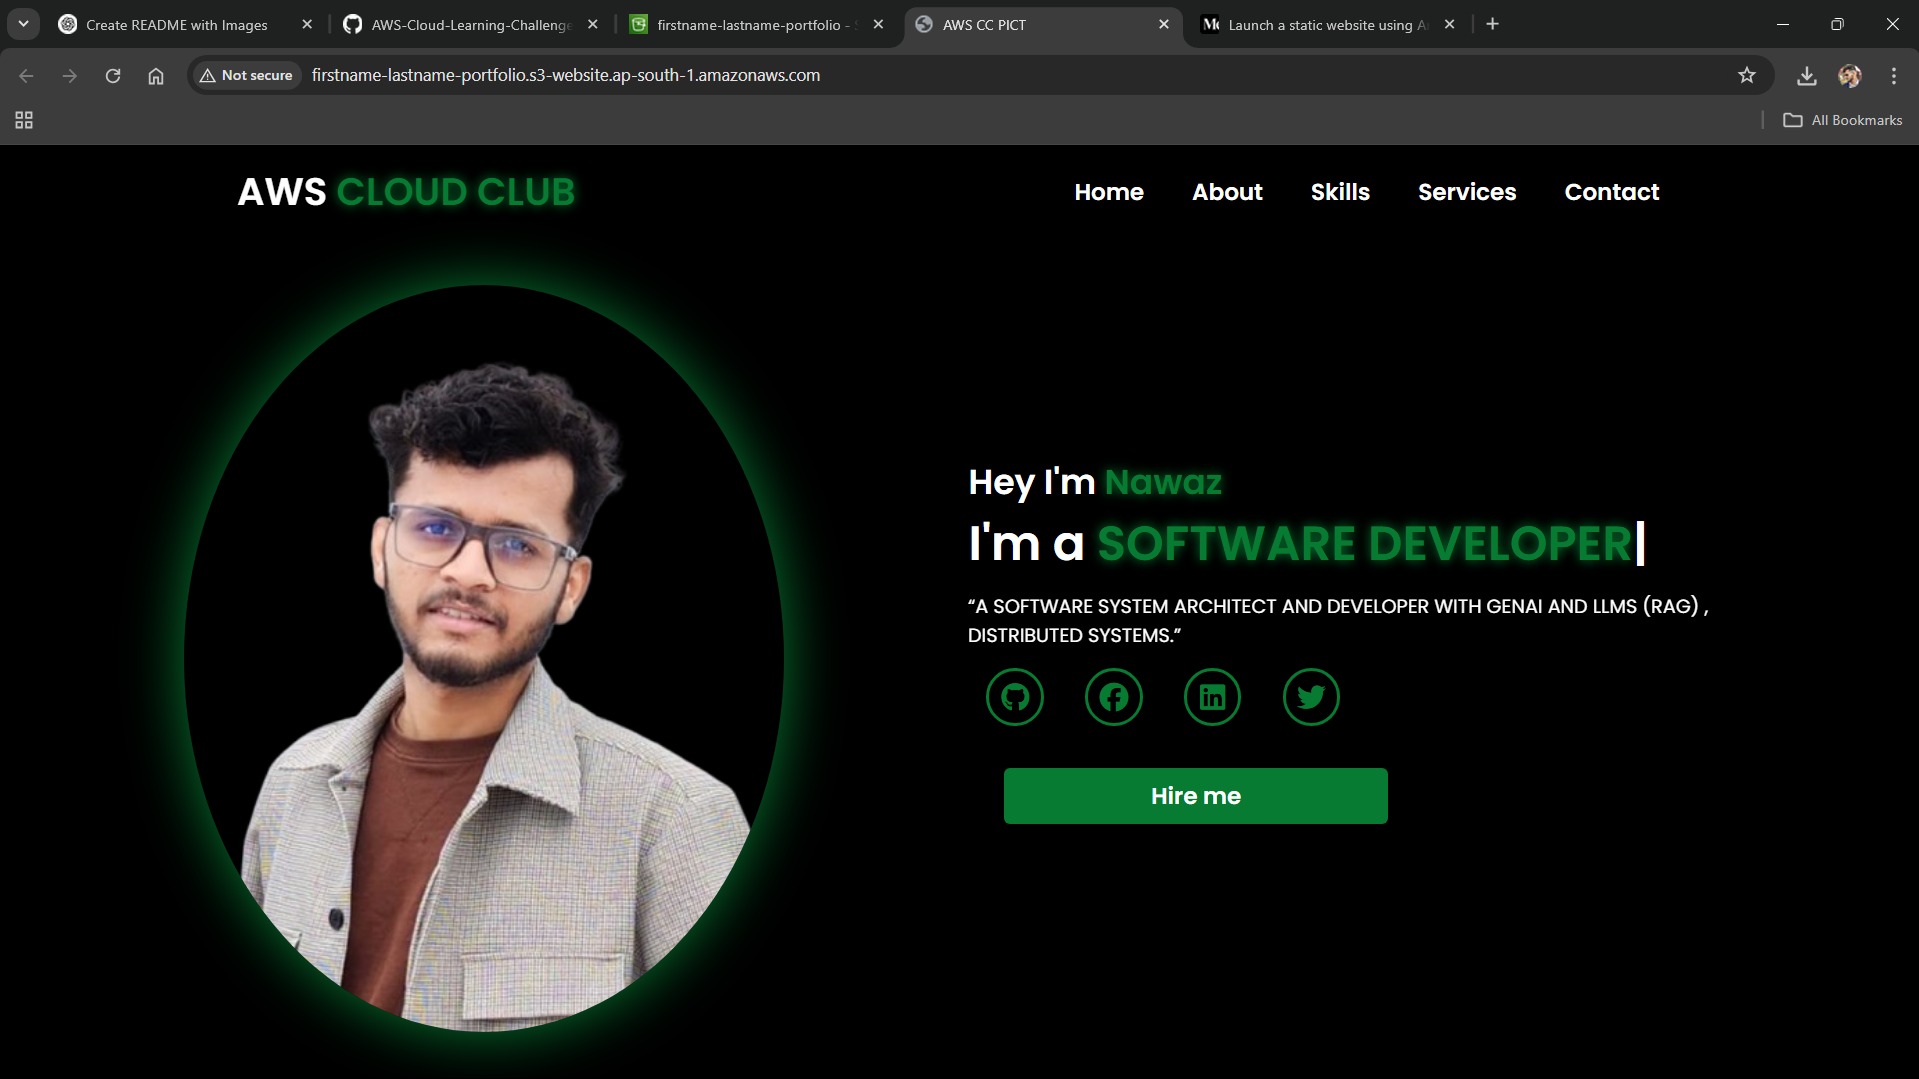 Create README with Images
AWS-Cloud-Learning-Challenge
firstname-lastname-portfolio -
AWS CC PICT
Launch a static website using A
Not secure
firstname-lastname-portfolio.s3-website.ap-south-1.amazonaws.com
All Bookmarks
AWS CLOUD CLUB
Home
About
Skills
Services
Contact
Hey I'm Nawaz
I'm a SOFTWARE DEVELOPER|
“A SOFTWARE SYSTEM ARCHITECT AND DEVELOPER WITH GENAI AND LLMS (RAG) ,
DISTRIBUTED SYSTEMS.”
Hire me